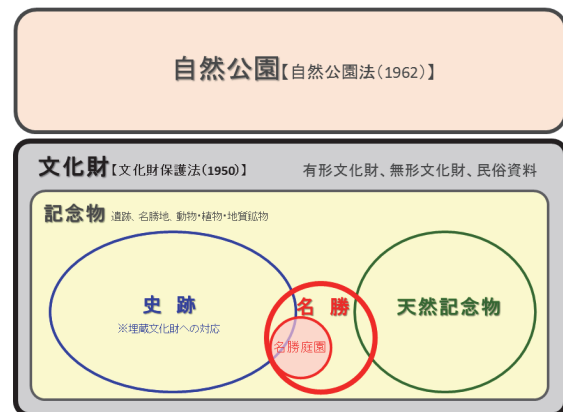 自然公園【自然公園法(1962)】
文化財【文化財保護法(1950)】 有形文化財、無形文化財、民俗資料
記念物 遺跡、名勝地、動物・植物・地質鉱物
史 跡
※埋蔵文化財への対応
名 勝
名勝庭園
天然記念物